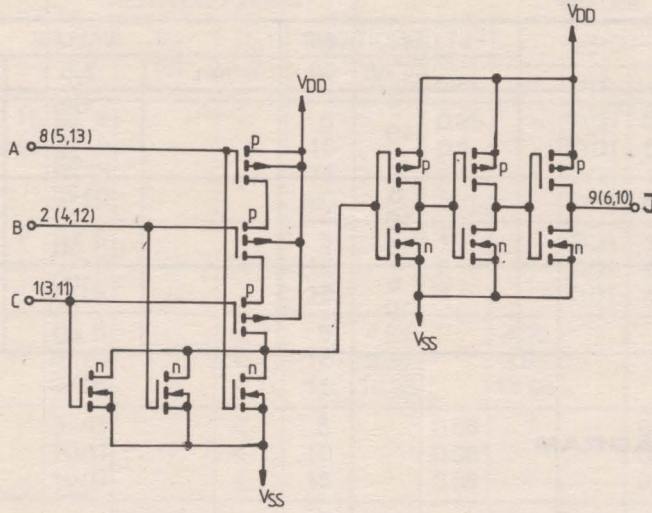 VDD
VDD
A 8(5,13)
p
p p p
B 2(4,12)
p
9(6,10) J
n n n
C 1(3,11)
p
VSS
n n n
VSS